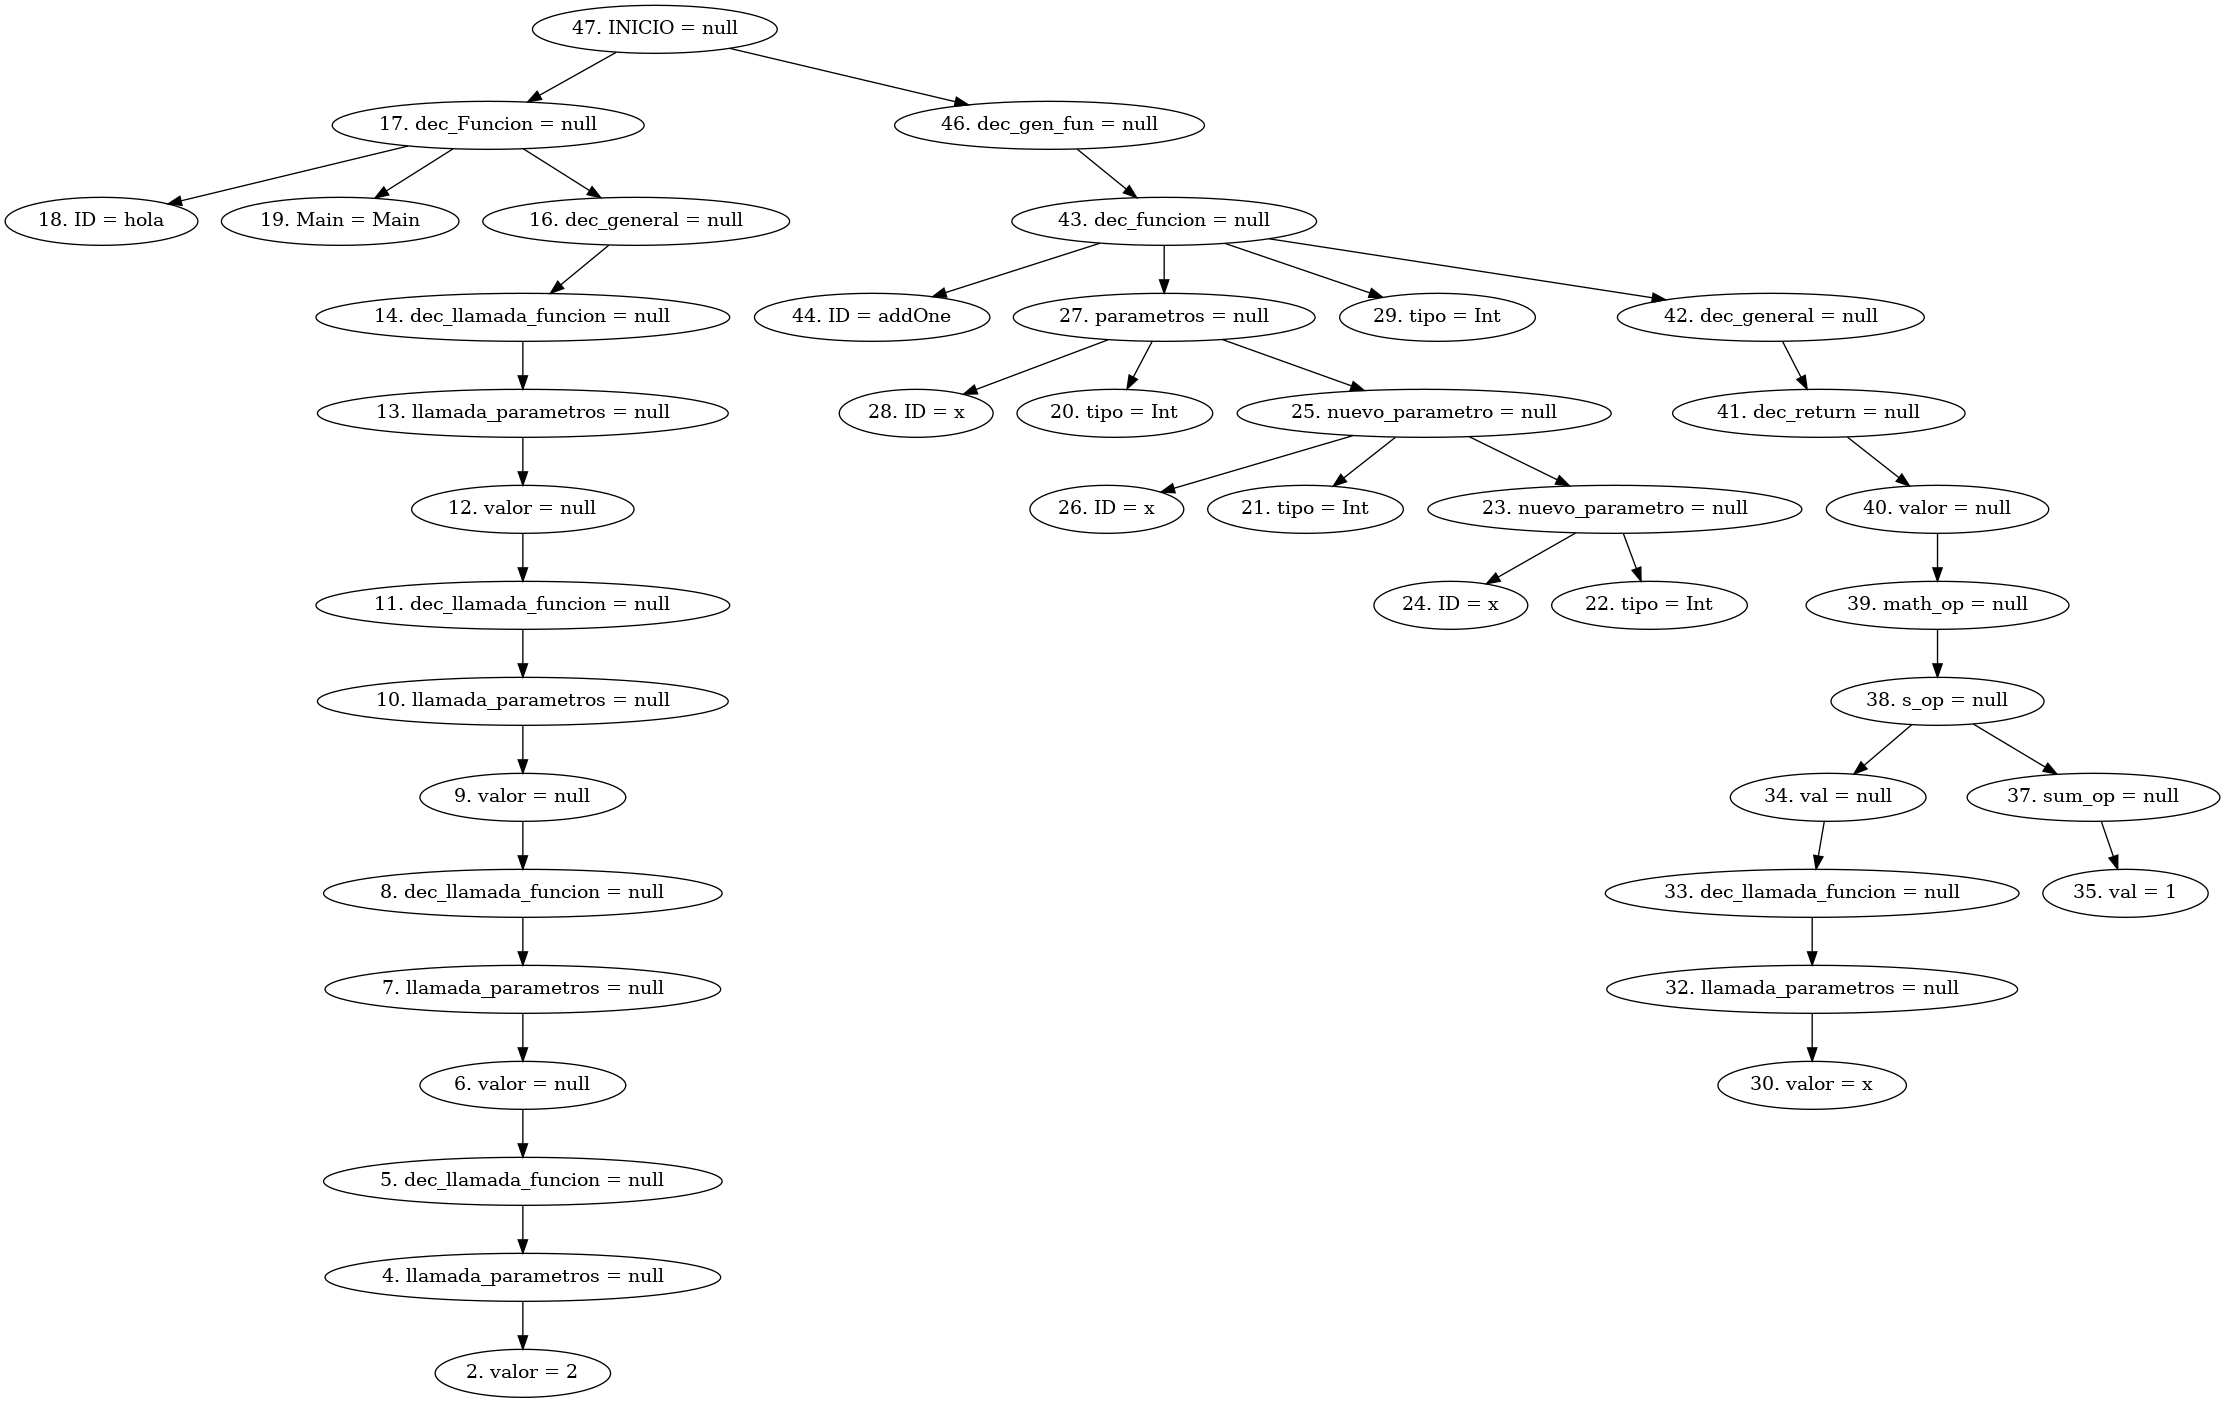 47. INICIO = null
17. dec_Funcion = null
46. dec_gen_fun = null
18. ID = hola
19. Main = Main
16. dec_general = null
43. dec_funcion = null
14. dec_llamada_funcion = null
44. ID = addOne
27. parametros = null
29. tipo = Int
42. dec_general = null
13. llamada_parametros = null
28. ID = x
20. tipo = Int
25. nuevo_parametro = null
41. dec_return = null
12. valor = null
26. ID = x
21. tipo = Int
23. nuevo_parametro = null
40. valor = null
11. dec_llamada_funcion = null
24. ID = x
22. tipo = Int
39. math_op = null
10. llamada_parametros = null
38. s_op = null
9. valor = null
34. val = null
37. sum_op = null
8. dec_llamada_funcion = null
33. dec_llamada_funcion = null
35. val = 1
7. llamada_parametros = null
32. llamada_parametros = null
6. valor = null
30. valor = x
5. dec_llamada_funcion = null
4. llamada_parametros = null
2. valor = 2